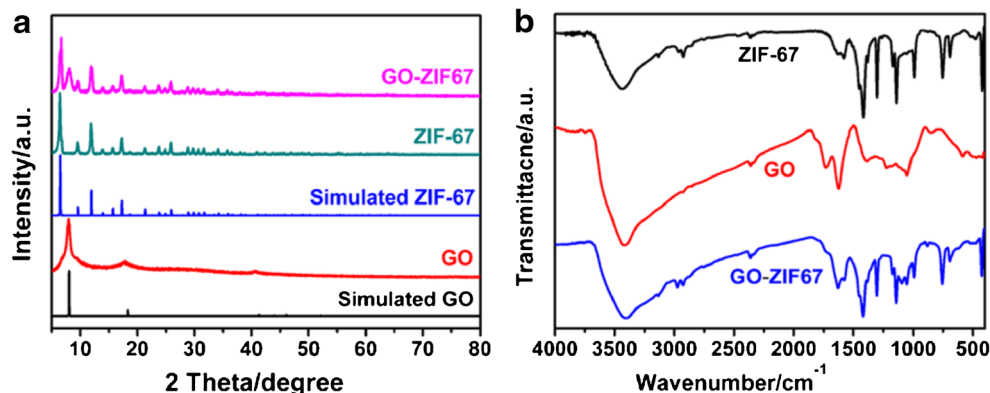 a
Intensity/a.u.
GO-ZIF67
ZIF-67
Simulated ZIF-67
GO
Simulated GO
10 20 30 40 50 60 70 80
2 Theta/degree
b
Transmittacne/a.u.
ZIF-67
GO
GO-ZIF67
4000 3500 3000 2500 2000 1500 1000 500
Wavenumber/cm⁻¹